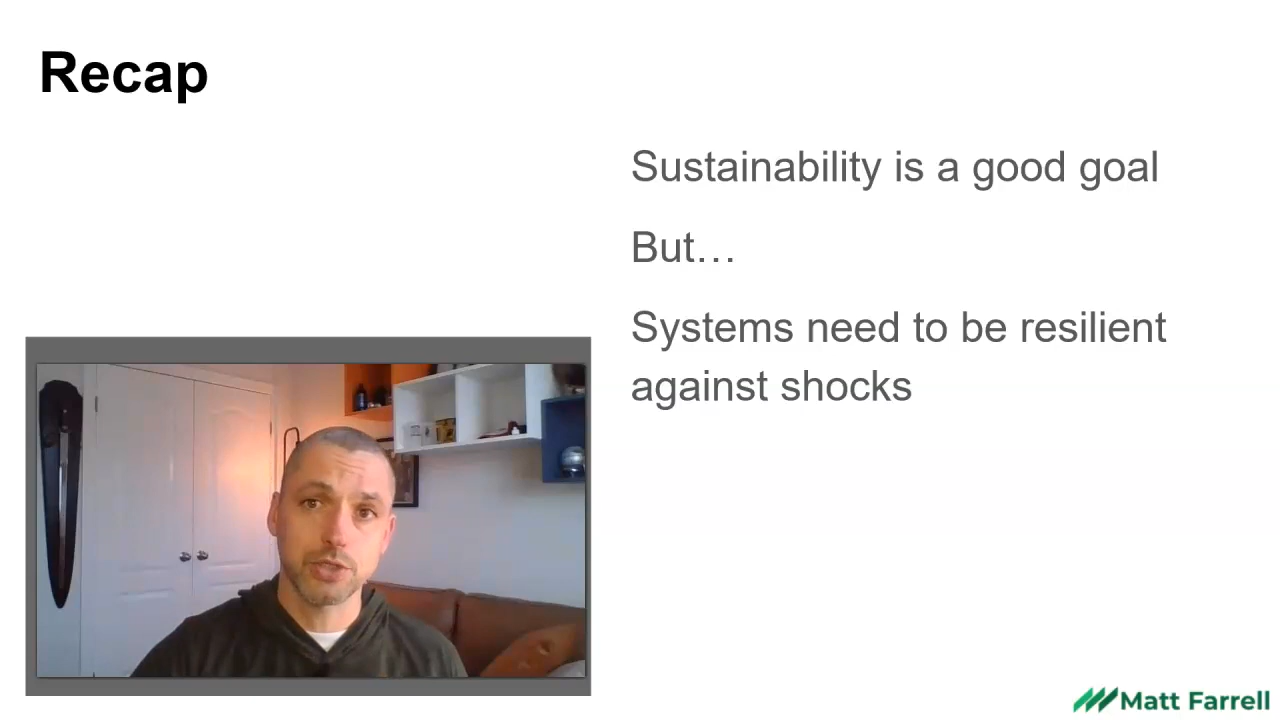 Recap
Sustainability is a good goal
But…
Systems need to be resilient
against shocks
Matt Farrell